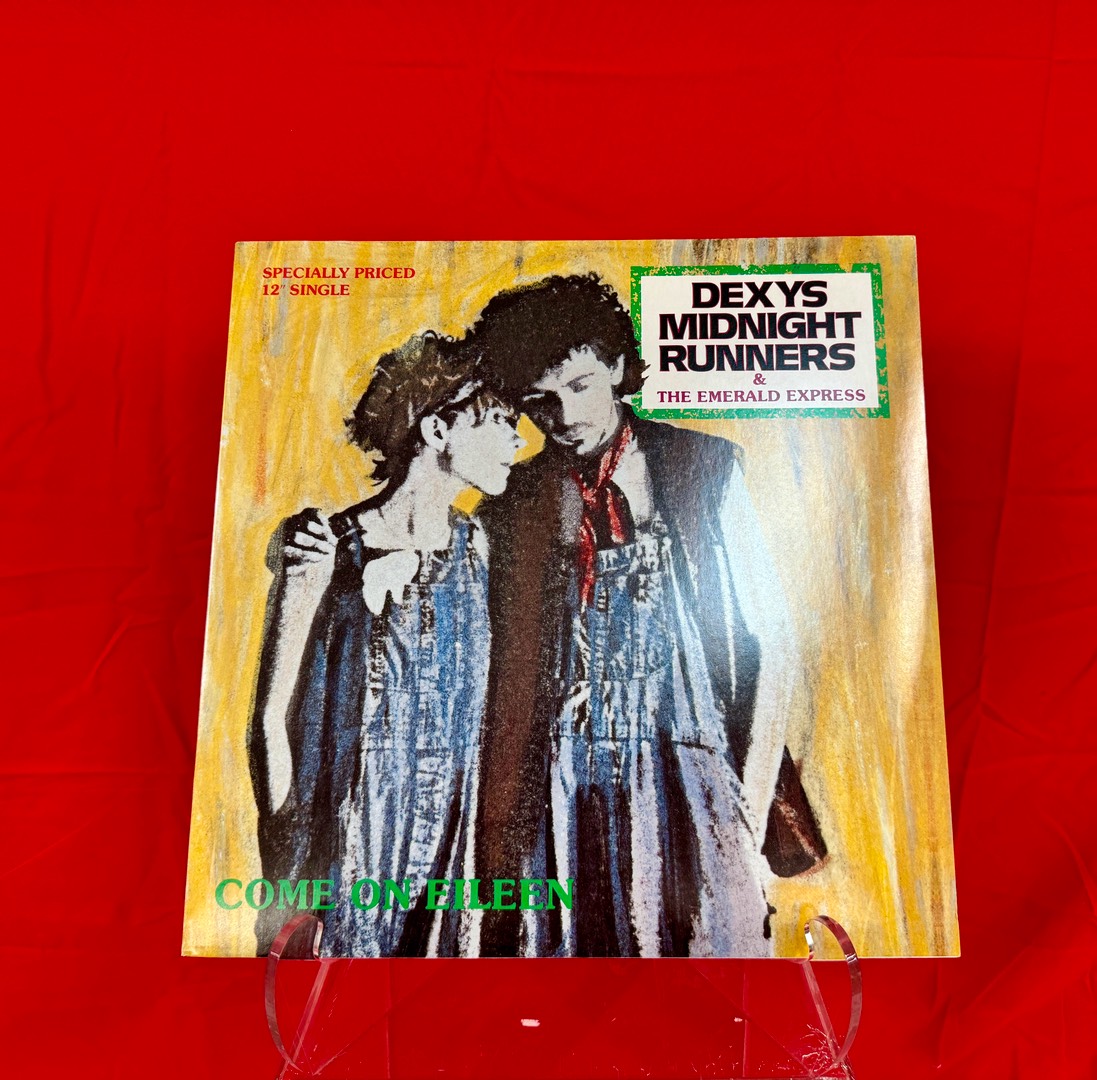 SPECIALLY PRICED
12" SINGLE
DEXYS
MIDNIGHT
RUNNERS
&
THE EMERALD EXPRESS
COME ON EILEEN